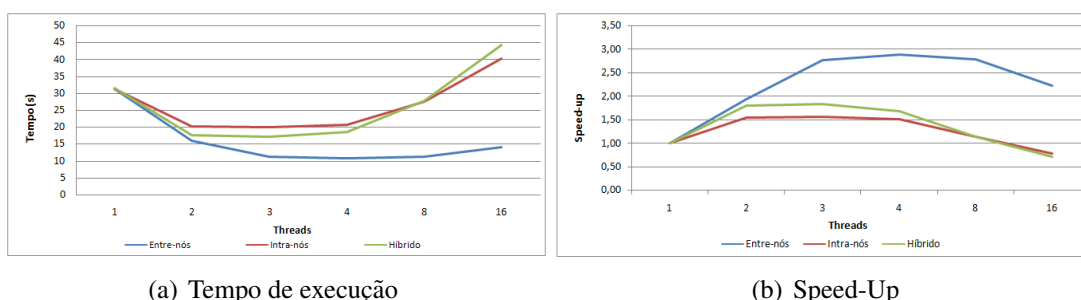 50
45
40
35
30
25
20
15
10
5
0
Tempo(s)
1 2 3 4 8 16
Threads
Entre-nós Intra-nós Híbrido
(a) Tempo de execução
3,50
3,00
2,50
2,00
1,50
1,00
0,50
0,00
Speed-up
1 2 3 4 8 16
Threads
Entre-nós Intra-nós Híbrido
(b) Speed-Up